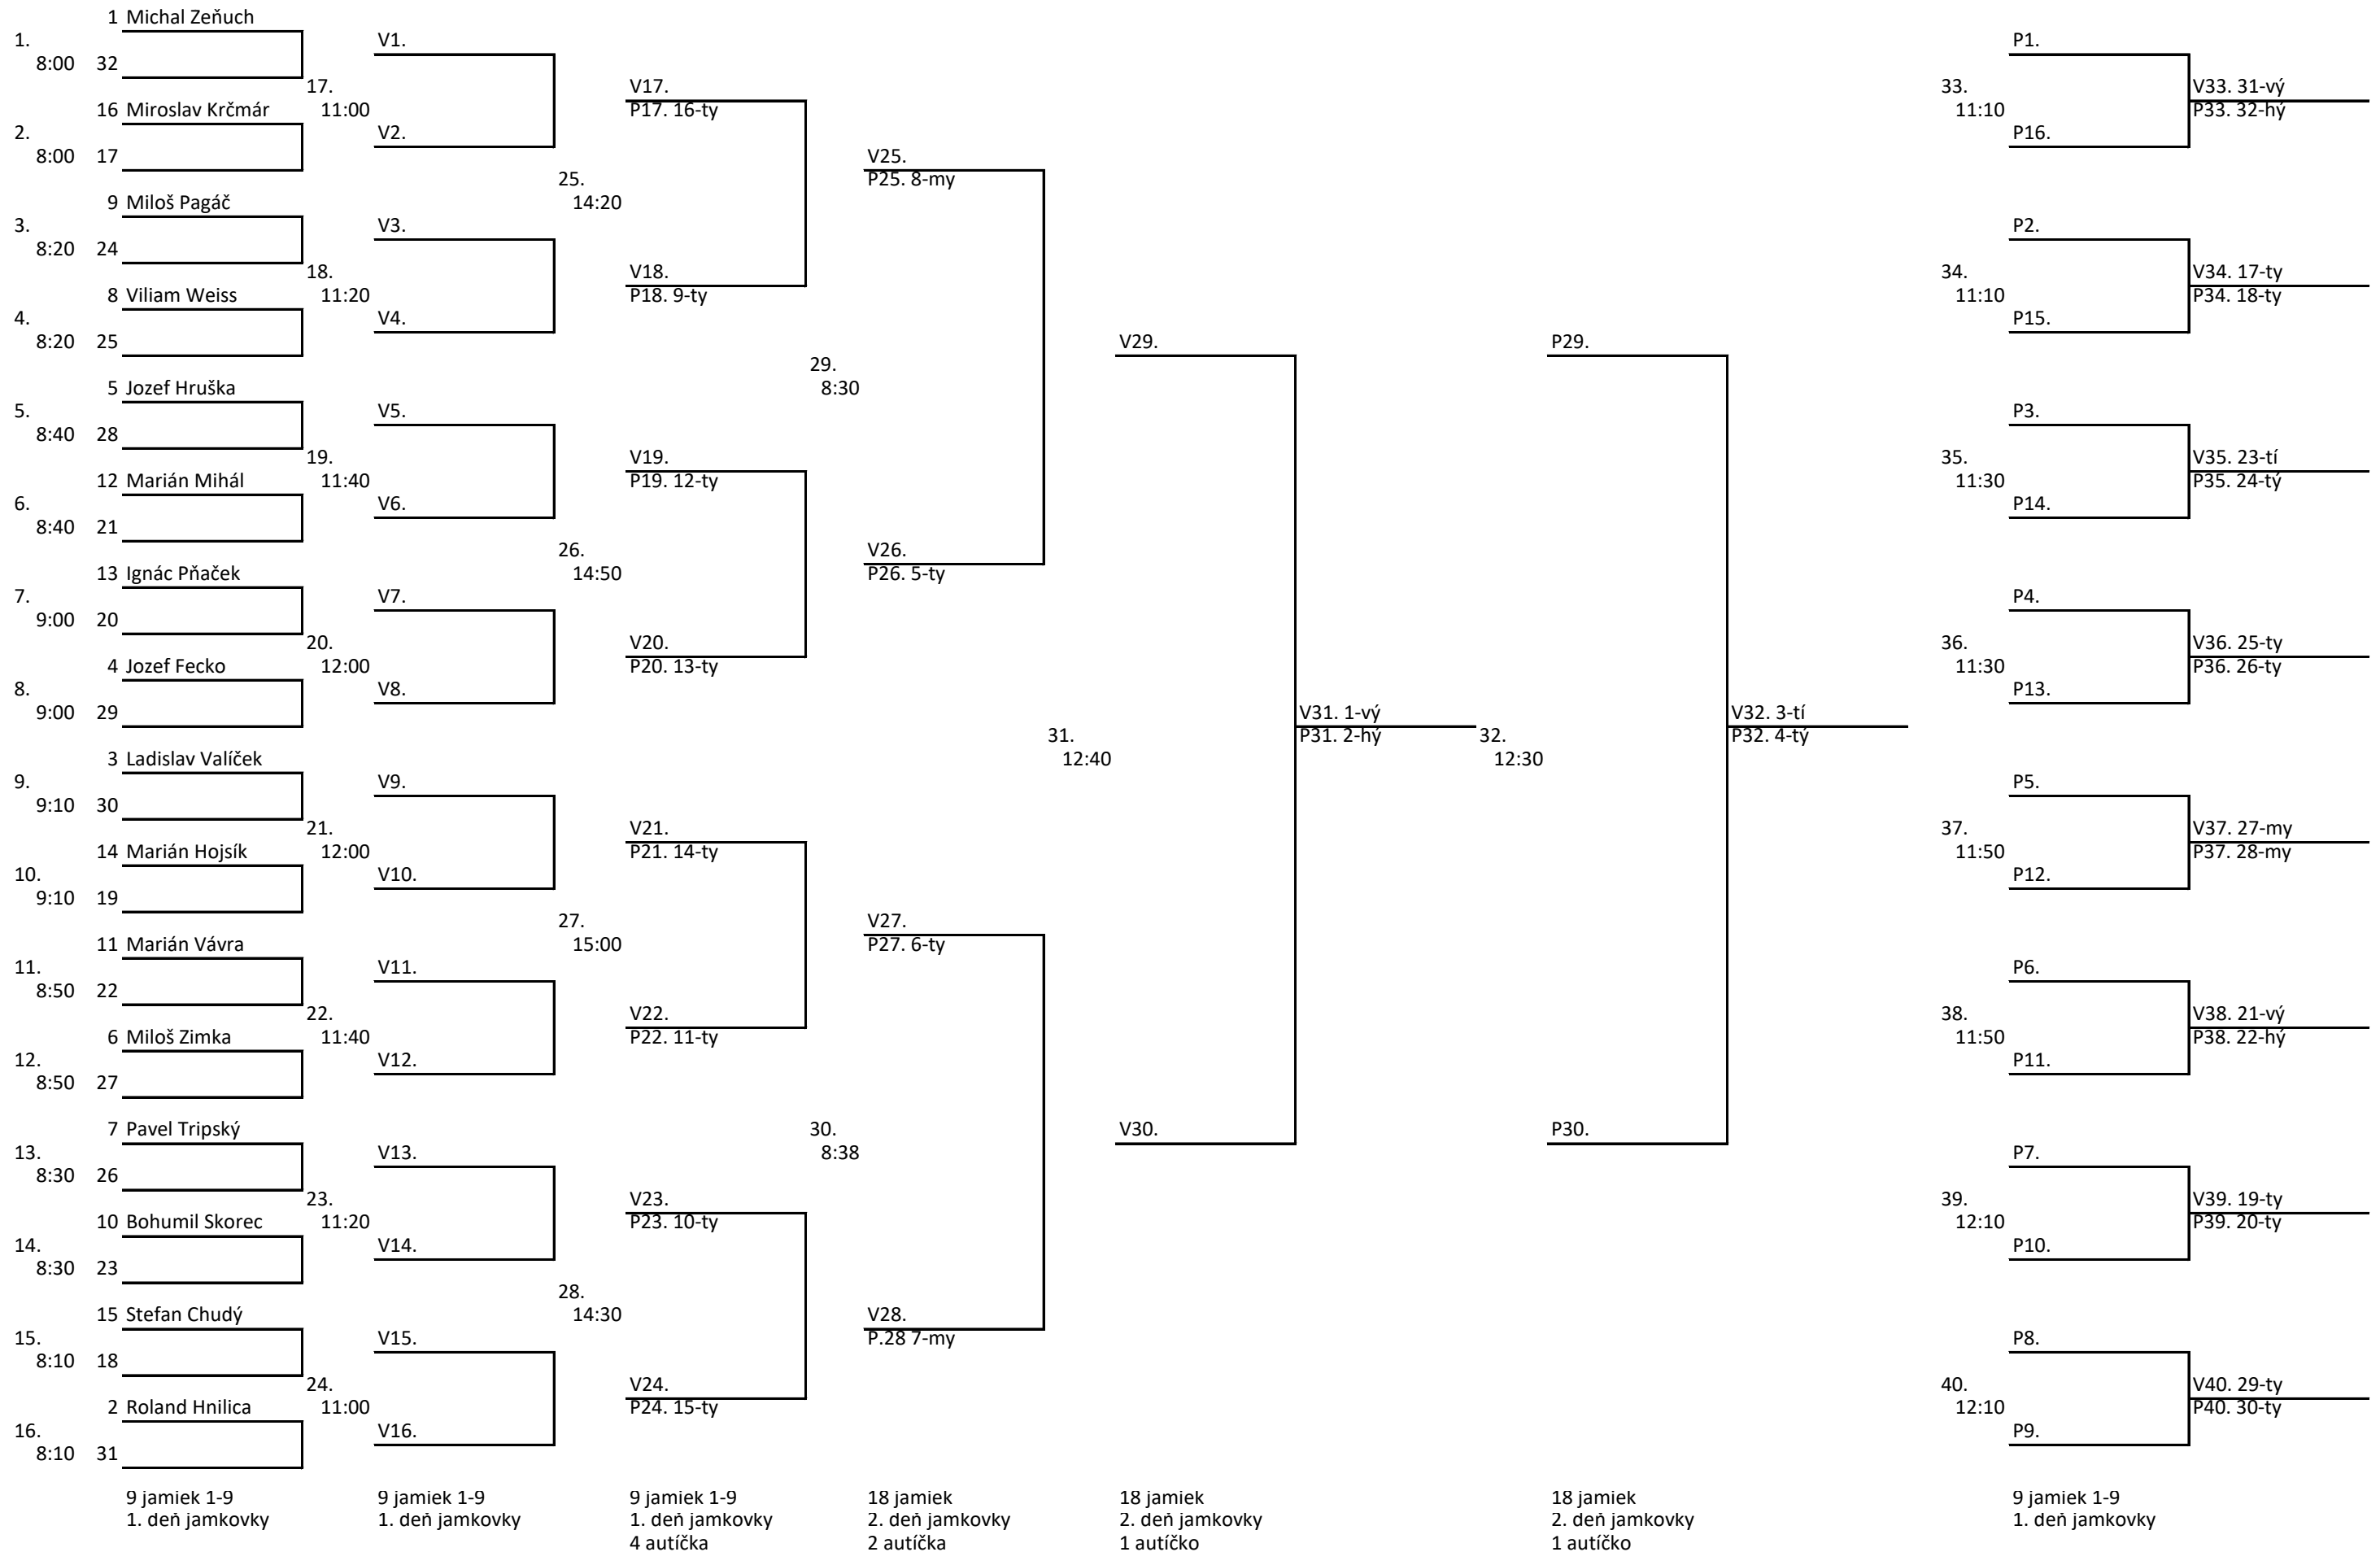 1 Michal Zeňuch
1.
8:00 32
16 Miroslav Krčmár
2.
8:00 17
9 Miloš Pagáč
3.
8:20 24
8 Viliam Weiss
4.
8:20 25
5 Jozef Hruška
5.
8:40 28
12 Marián Mihál
6.
8:40 21
13 Ignác Pňaček
7.
9:00 20
4 Jozef Fecko
8.
9:00 29
3 Ladislav Valíček
9.
9:10 30
14 Marián Hojsík
10.
9:10 19
11 Marián Vávra
11.
8:50 22
6 Miloš Zimka
12.
8:50 27
7 Pavel Tripský
13.
8:30 26
10 Bohumil Skorec
14.
8:30 23
15 Stefan Chudý
15.
8:10 18
2 Roland Hnilica
16.
8:10 31
9 jamiek 1-9
1. deň jamkovky
V1.
17.
11:00
V2.
V3.
18.
11:20
V4.
V5.
19.
11:40
V6.
V7.
20.
12:00
V8.
V9.
21.
12:00
V10.
V11.
22.
11:40
V12.
V13.
23.
11:20
V14.
V15.
24.
11:00
V16.
9 jamiek 1-9
1. deň jamkovky
V17.
P17. 16-ty
25.
14:20
V18.
P18. 9-ty
V19.
P19. 12-ty
26.
14:50
V20.
P20. 13-ty
V21.
P21. 14-ty
27.
15:00
V22.
P22. 11-ty
V23.
P23. 10-ty
28.
14:30
V24.
P24. 15-ty
9 jamiek 1-9
1. deň jamkovky
4 autíčka
V25.
P25. 8-my
29.
8:30
V26.
P26. 5-ty
V27.
P27. 6-ty
30.
8:38
V28.
P.28 7-my
18 jamiek
2. deň jamkovky
2 autíčka
V29.
31.
12:40
V30.
V31. 1-vý
P31. 2-hý
18 jamiek
2. deň jamkovky
1 autíčko
P29.
32.
12:30
P30.
V32. 3-tí
P32. 4-tý
18 jamiek
2. deň jamkovky
1 autíčko
P1.
33.
11:10
P16.
V33. 31-vý
P33. 32-hý
P2.
34.
11:10
P15.
V34. 17-ty
P34. 18-ty
P3.
35.
11:30
P14.
V35. 23-tí
P35. 24-tý
P4.
36.
11:30
P13.
V36. 25-ty
P36. 26-ty
P5.
37.
11:50
P12.
V37. 27-my
P37. 28-my
P6.
38.
11:50
P11.
V38. 21-vý
P38. 22-hý
P7.
39.
12:10
P10.
V39. 19-ty
P39. 20-ty
P8.
40.
12:10
P9.
V40. 29-ty
P40. 30-ty
9 jamiek 1-9
1. deň jamkovky